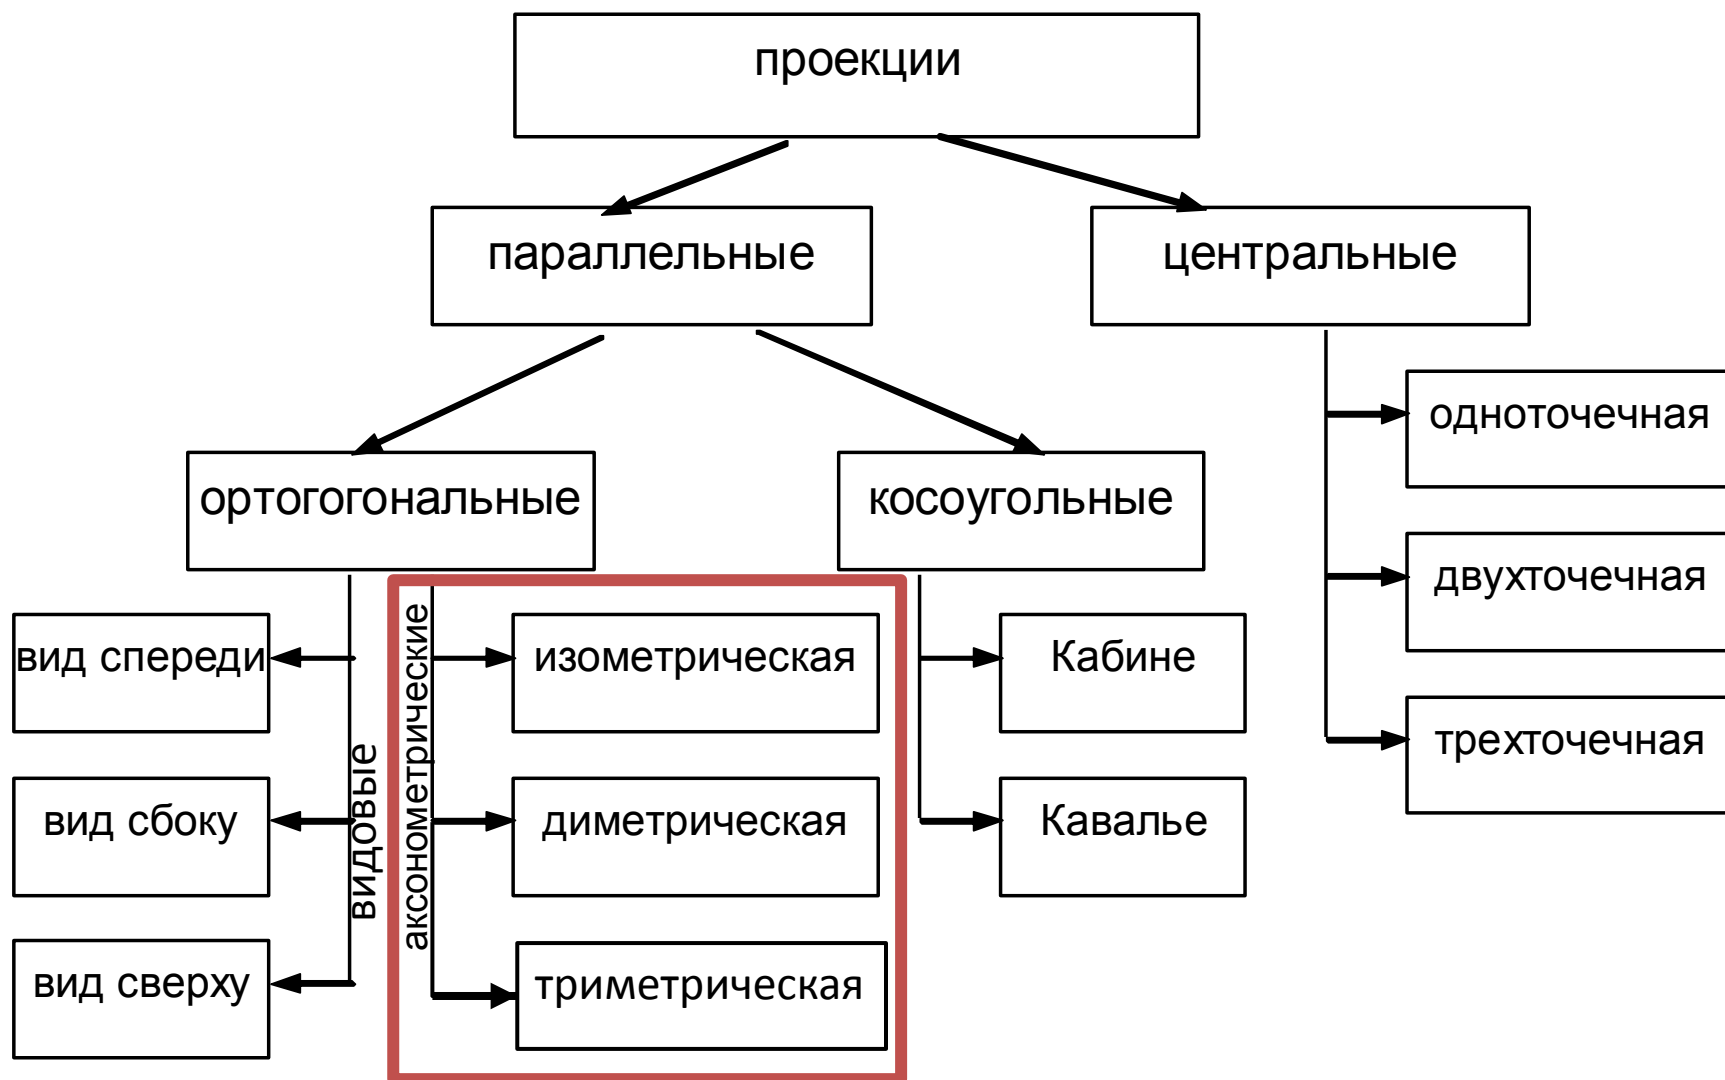 проекции
параллельные
центральные
одноточечная
двухточечная
трехточечная
ортогогональные
косоугольные
видовые
вид спереди
вид сбоку
вид сверху
аксонометрические
изометрическая
диметрическая
триметрическая
Кабине
Кавалье